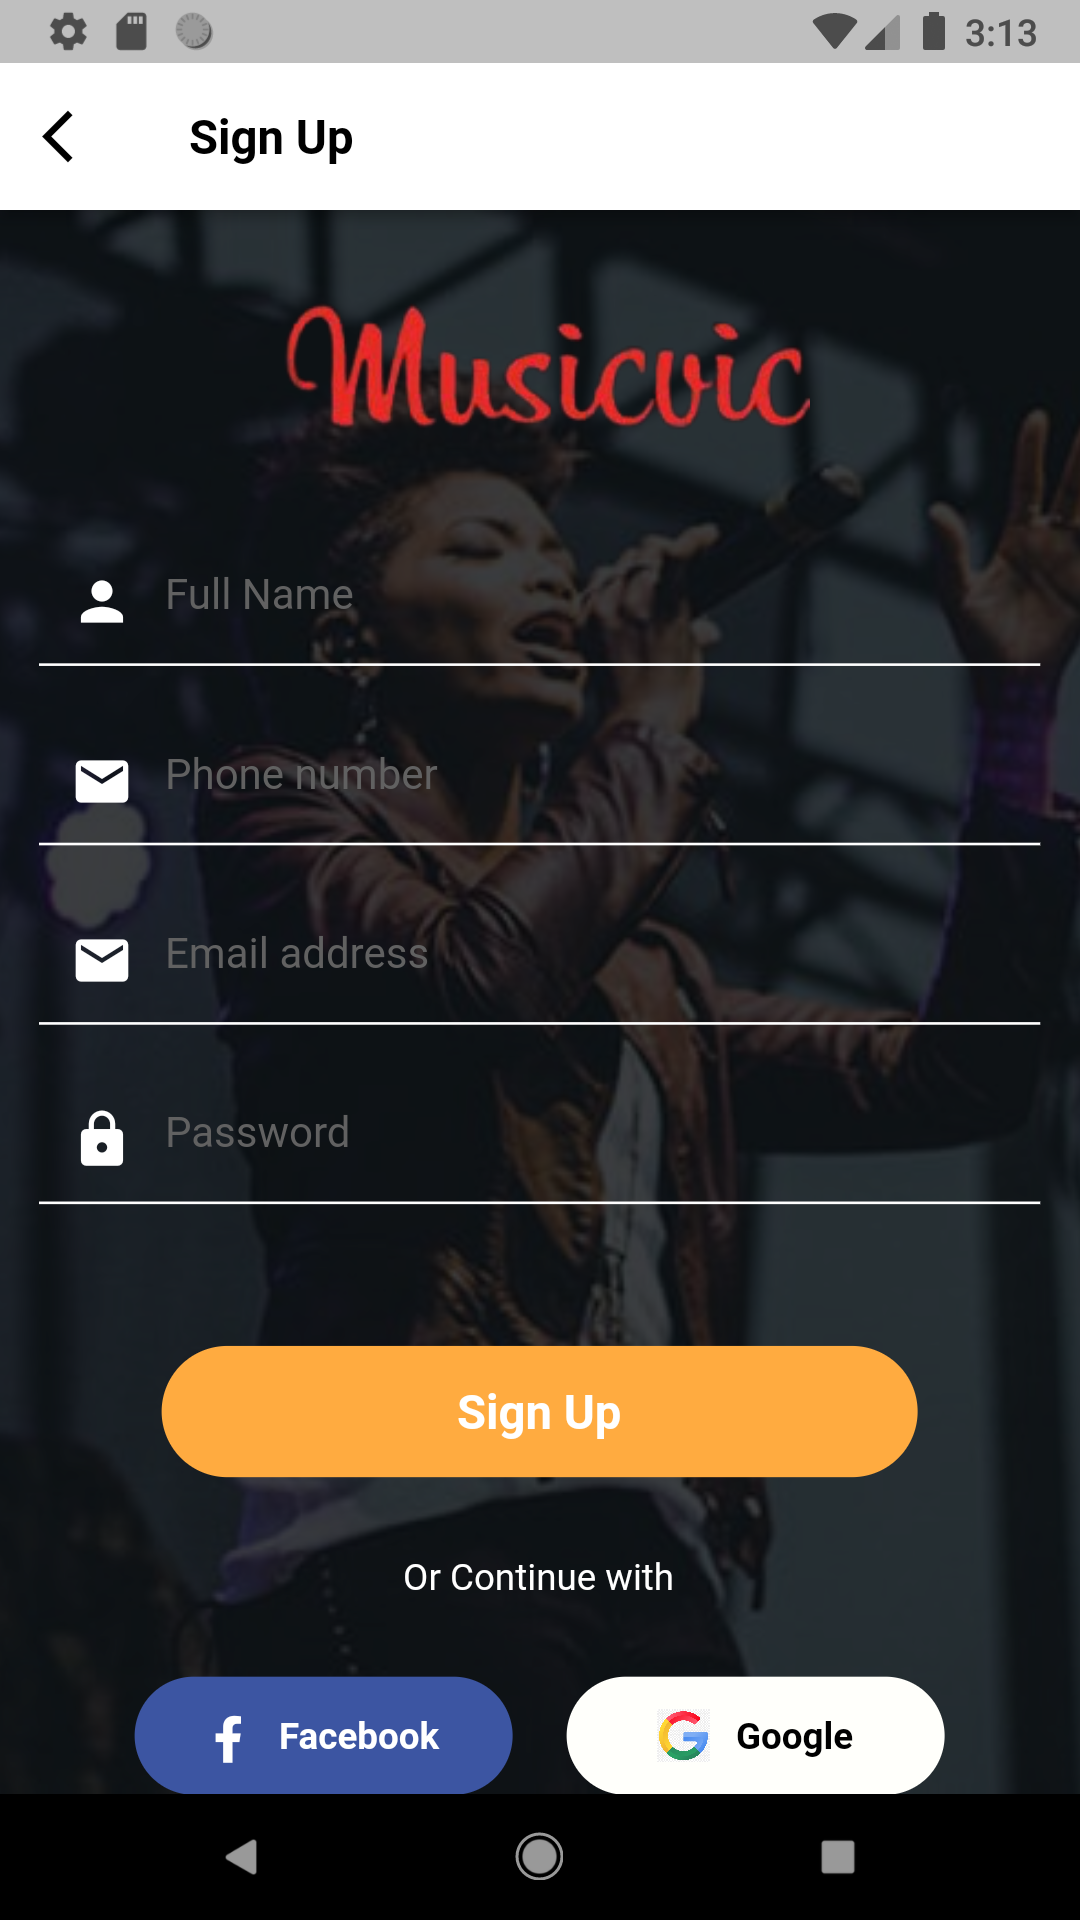 3:13
Sign Up
Musicvic
Full Name
Phone number
Email address
Password
Sign Up
Or Continue with
Facebook
Google